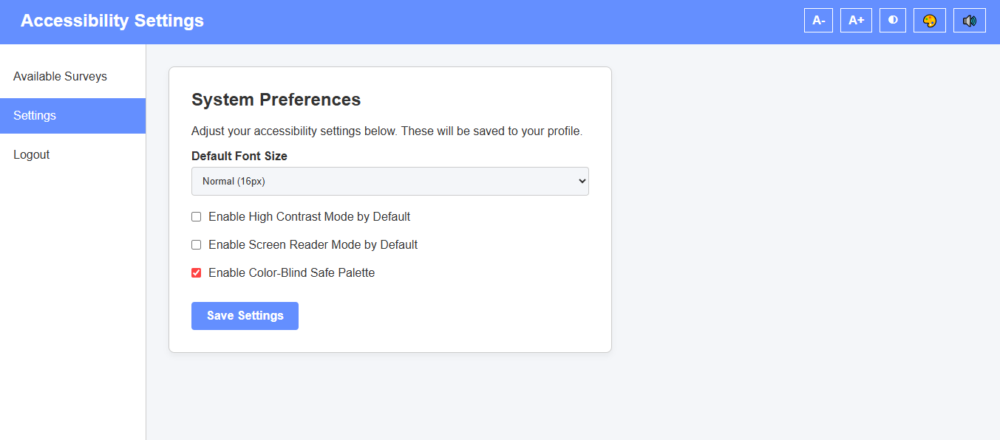 Accessibility Settings
A-
A+
Available Surveys
Settings
Logout
System Preferences
Adjust your accessibility settings below. These will be saved to your profile.
Default Font Size
Normal (16px)
Enable High Contrast Mode by Default
Enable Screen Reader Mode by Default
Enable Color-Blind Safe Palette
Save Settings